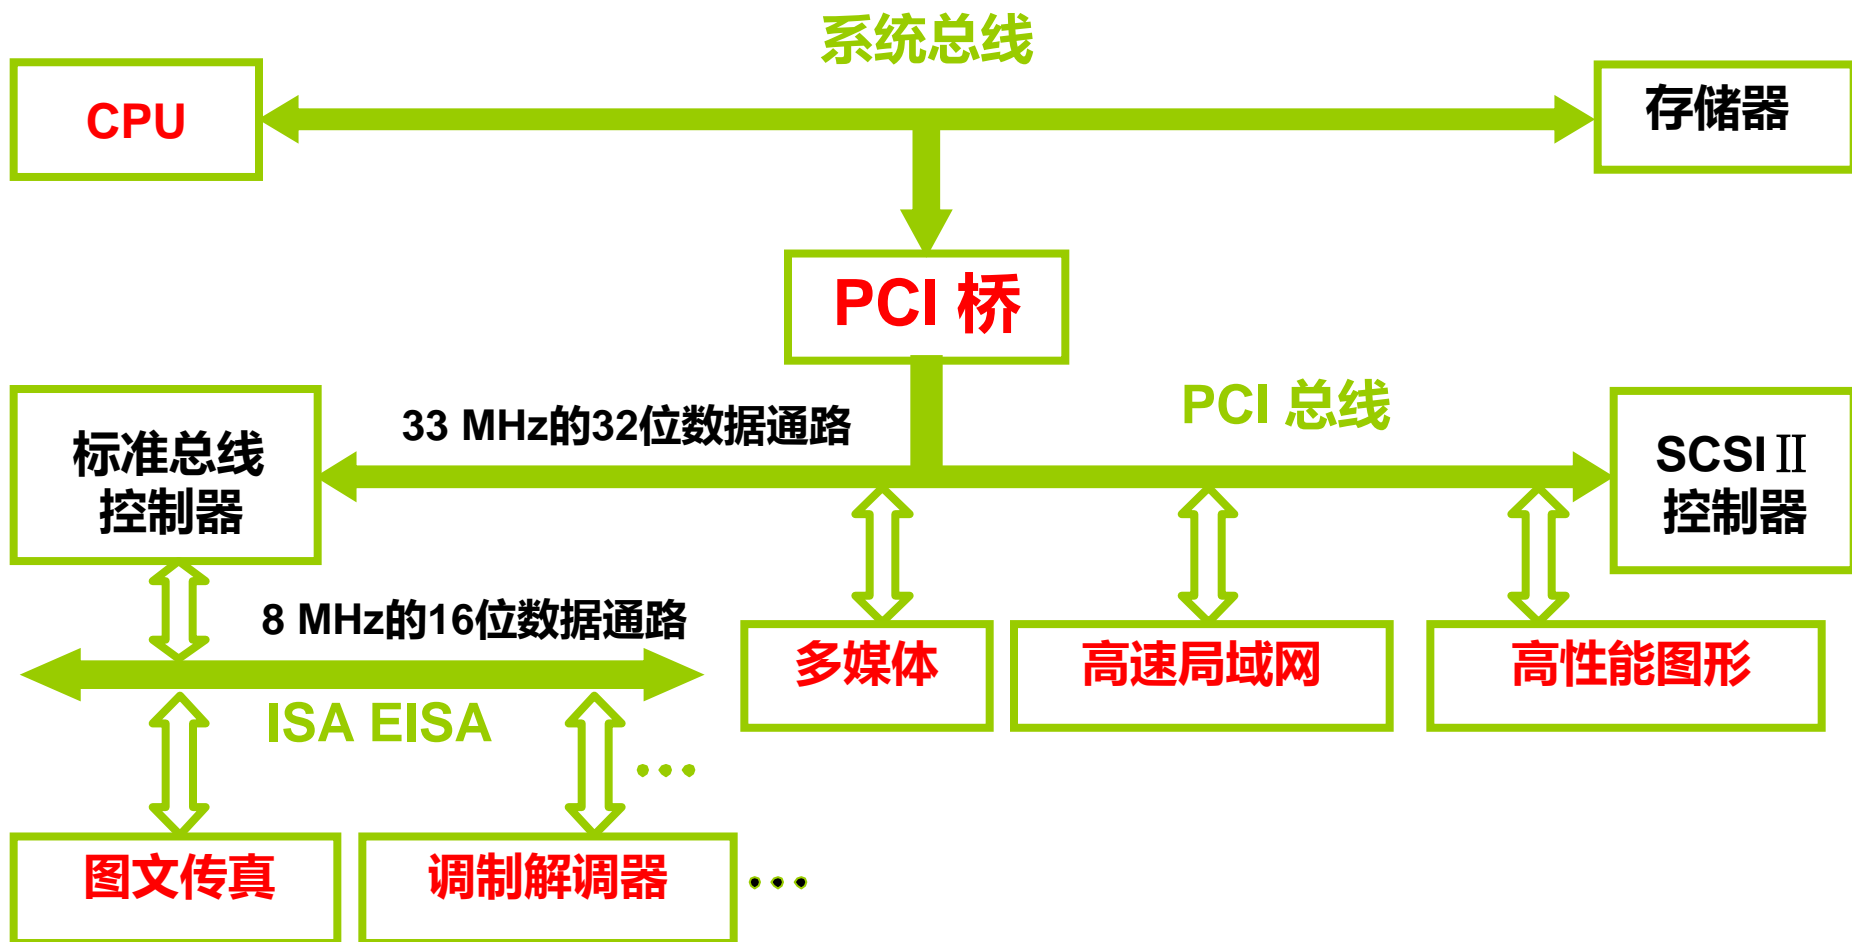 系统总线
CPU
存储器
PCI 桥
PCI 总线
33 MHz的32位数据通路
标准总线
控制器
SCSI Ⅱ
控制器
8 MHz的16位数据通路
多媒体
高速局域网
高性能图形
ISA EISA
…
图文传真
调制解调器
…